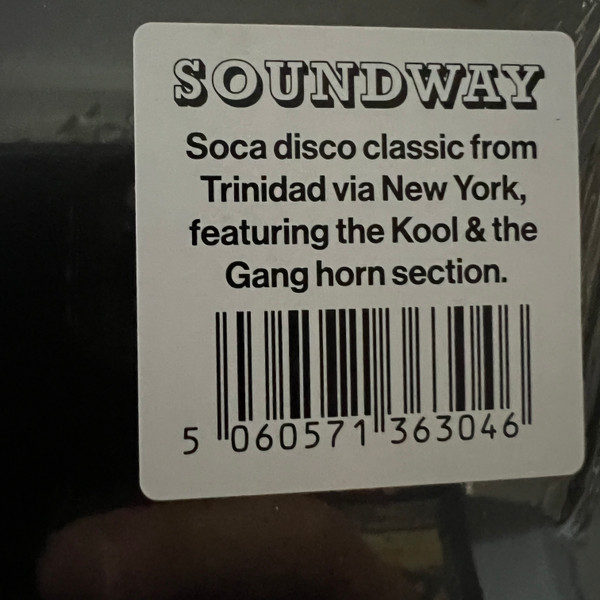 SOUNDWAY
Soca disco classic from
Trinidad via New York,
featuring the Kool & the
Gang horn section.
5 060571 363046